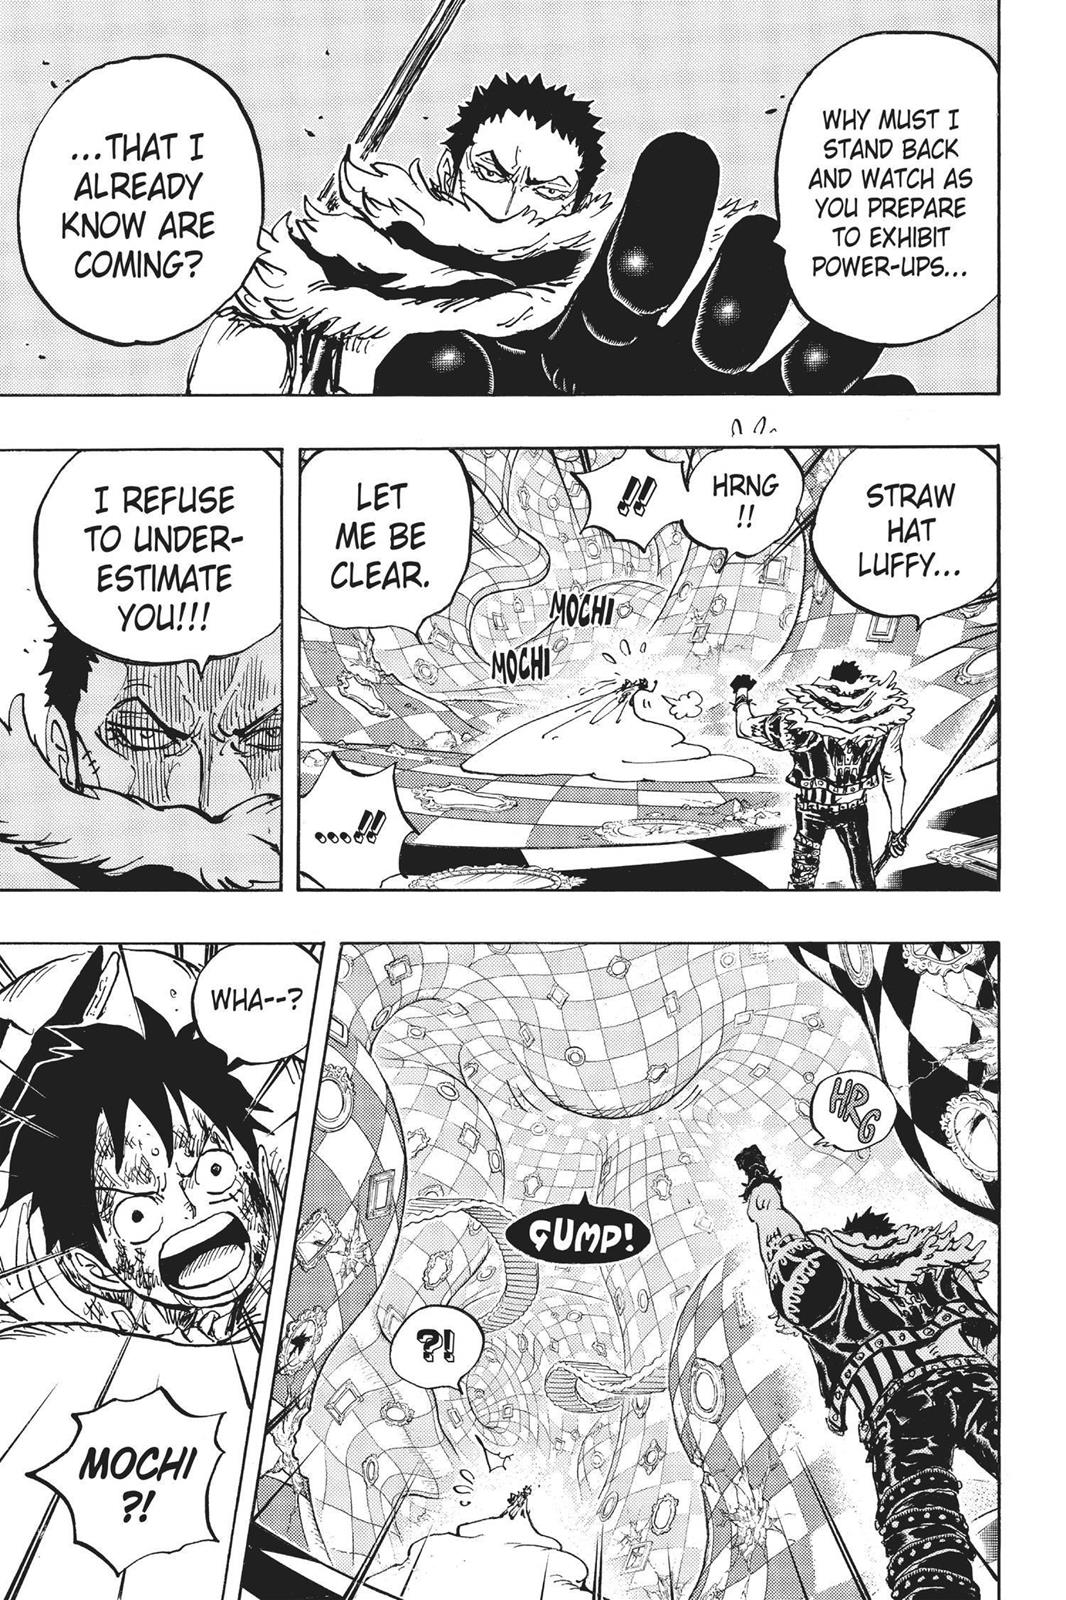 WHY MUST I
STAND BACK
AND WATCH AS
YOU PREPARE
TO EXHIBIT
POWER-UPS...
...THAT I
ALREADY
KNOW ARE
COMING?
STRAW
HAT
LUFFY...
HRNG
!!
!!
MOCHI
MOCHI
LET
ME BE
CLEAR.
....!!
I REFUSE
TO UNDER-
ESTIMATE
YOU!!!
HRG
GUMP!
?!
WHA--?
MOCHI
?!